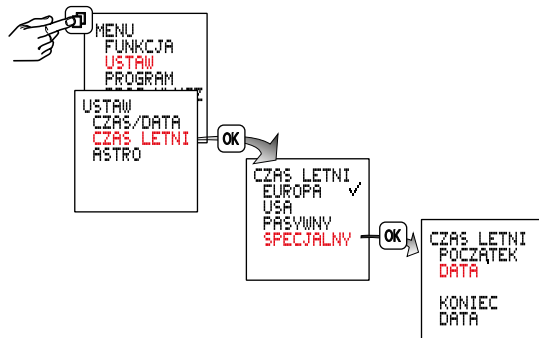 MENU
FUNKCJA
USTAW
PROGRAM
USTAW
CZAS/DATA
CZAS LETNI
ASTRO
OK
CZAS LETNI
EUROPA ✓
USA
PASYWNY
SPECJALNY
OK
CZAS LETNI
POCZĄTEK
DATA
KONIEC
DATA